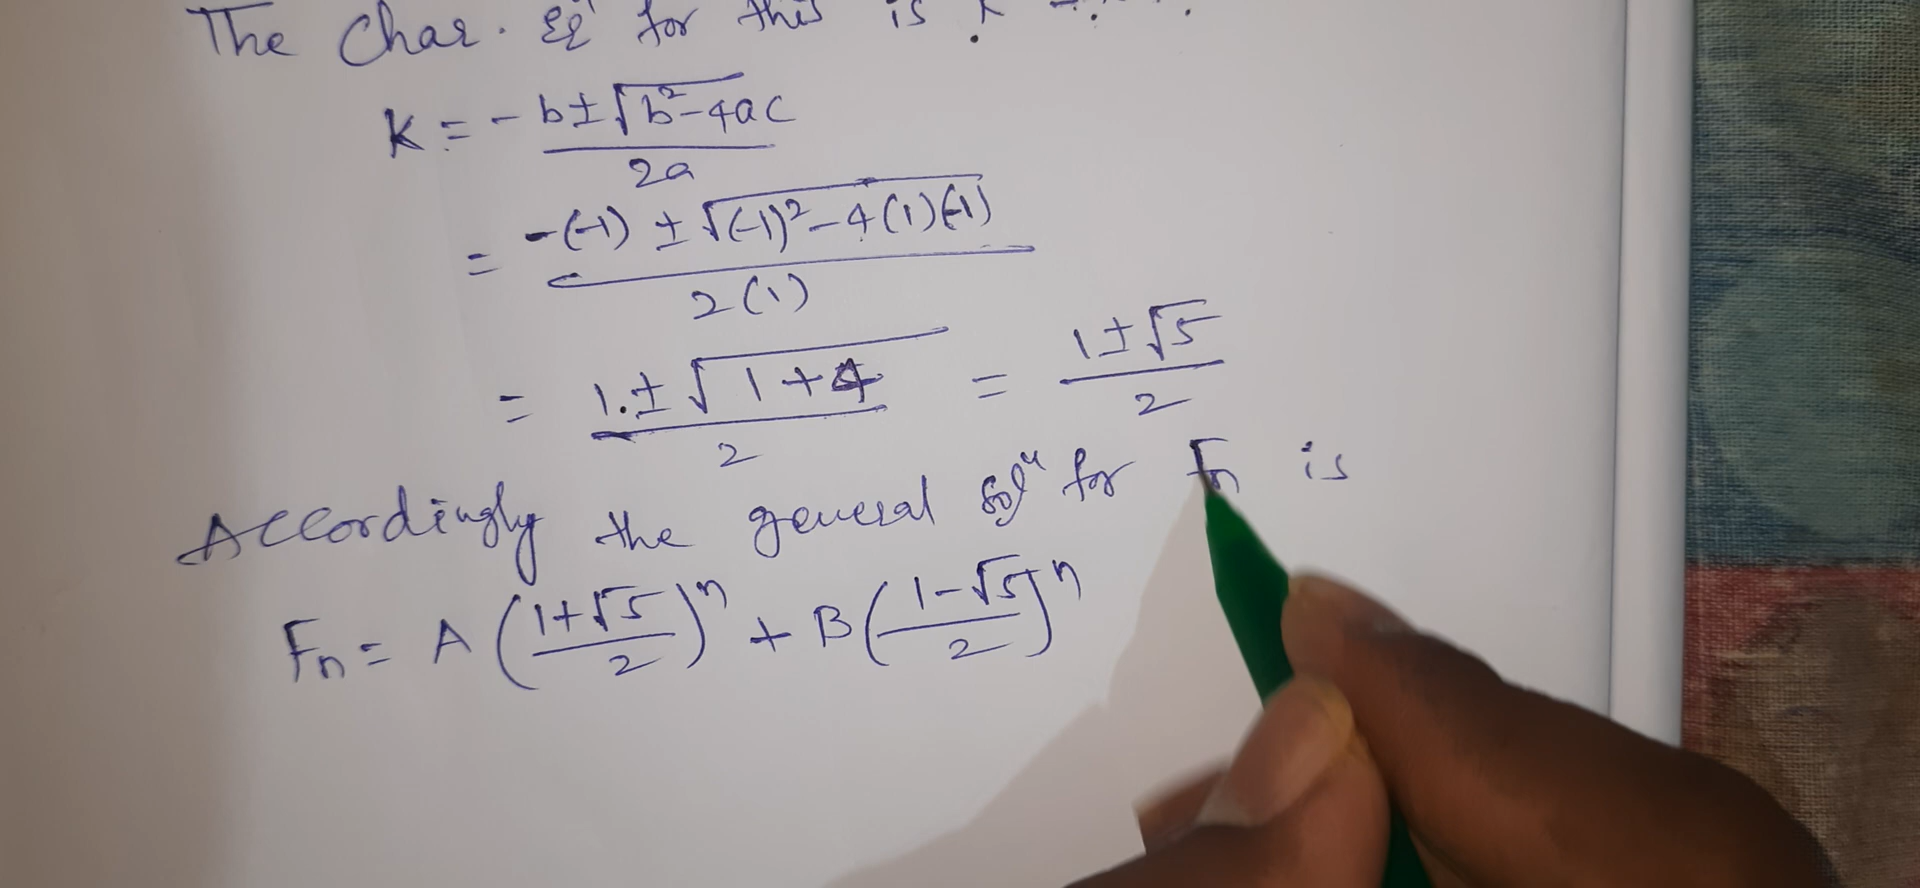 The Char. Eqn for this is K
K = - b ± √b²-4ac / 2a
= -(-1) ± √(-1)²-4(1)(-1) / 2(1)
= 1 ± √1+4 / 2 = 1±√5 / 2
Accordingly the general solⁿ for Fn is
Fn = A (1+√5 / 2)ⁿ + B (1-√5 / 2)ⁿ